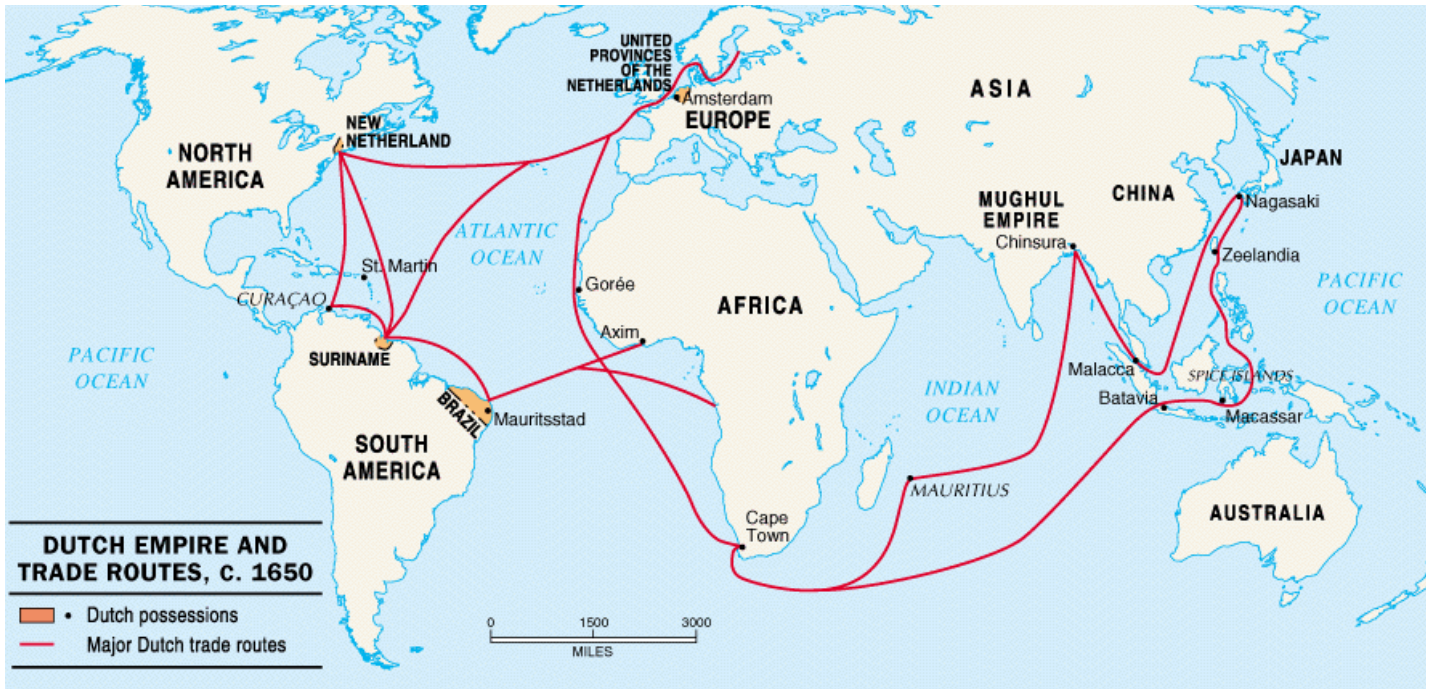 UNITED
PROVINCES
OF THE
NETHERLANDS
Amsterdam
EUROPE
ASIA
NEW
NETHERLAND
NORTH
AMERICA
JAPAN
CHINA
MUGHUL
EMPIRE
Chinsura
Nagasaki
Zeelandia
ATLANTIC
OCEAN
St. Martin
CURAÇAO
Gorée
AFRICA
Axim
PACIFIC
OCEAN
PACIFIC
OCEAN
SURINAME
BRAZIL
Mauritsstad
SOUTH
AMERICA
INDIAN
OCEAN
Malacca
SPICE ISLANDS
Batavia
Macassar
MAURITIUS
Cape
Town
AUSTRALIA
DUTCH EMPIRE AND
TRADE ROUTES, c. 1650
Dutch possessions
Major Dutch trade routes
0 1500 3000
MILES